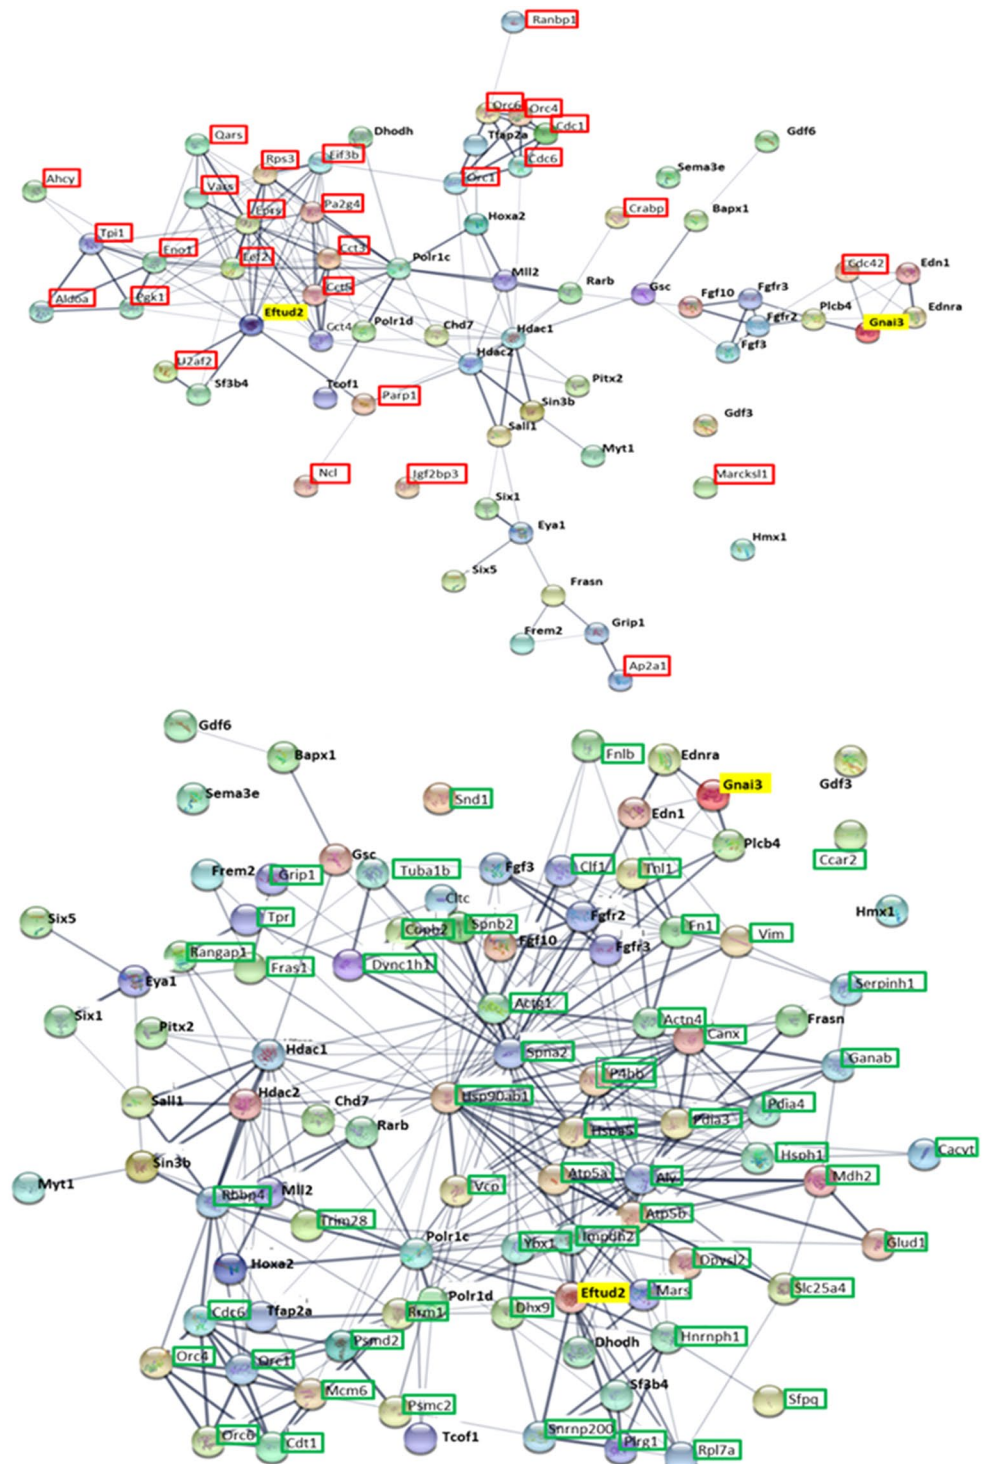 Ranbp1
Orc6
Orc4
Cdc1
Tfap2a
Dhodh
Gdf6
Qars
Rps3
Eif3b
Cdc6
Orc1
Sema3e
Ahcy
Vars
Eprs
Pa2g4
Hoxa2
Crabp
Bapx1
Tpi1
Eno1
Eef2
Cct3
Polr1c
Mll2
Rarb
Gsc
Cdc42
Edn1
Aldoa
Pgk1
Cct8
Fgf10
Fgfr3
Plcb4
Ednra
Eftud2
Cct4
Polr1d
Chd7
Hdac1
Fgfr2
Gnai3
Fgf3
U2af2
Hdac2
Sf3b4
Tcof1
Parp1
Pitx2
Sin3b
Sall1
Gdf3
Myt1
Ncl
Igf2bp3
Marcksl1
Six1
Eya1
Hmx1
Six5
Frasn
Frem2
Grip1
Ap2a1
Gdf6
Bapx1
Fnlb
Ednra
Gnai3
Gdf3
Sema3e
Snd1
Edn1
Plcb4
Ccar2
Gsc
Frem2
Grip1
Tuba1b
Fgf3
Clf1
Tnl1
Cltc
Hmx1
Six5
Tpr
Copb2
Spnb2
Fgfr2
Fn1
Vim
Fgf10
Fgfr3
Rangap1
Fras1
Dync1h1
Eya1
Serpinh1
Six1
Pitx2
Actg1
Actn4
Canx
Frasn
Hdac1
Spna2
Ganab
P4hb
Sall1
Hdac2
Chd7
Hsp90ab1
Pdia4
Rarb
Hspa5
Pdia3
Sin3b
Hsph1
Cacyt
Myt1
Rbbp4
Mll2
Vcp
Atp5a
Aly
Mdh2
Trim28
Atp5b
Polr1c
Ybx1
Impdh2
Glud1
Hoxa2
Dpysl2
Eftud2
Mars
Slc25a4
Cdc6
Tfap2a
Rrm1
Polr1d
Dhx9
Psmd2
Dhodh
Hnrnph1
Orc4
Orc1
Mcm6
Psmc2
Sf3b4
Sfpq
Orc6
Cdt1
Tcof1
Snrnp200
Plrg1
Rpl7a